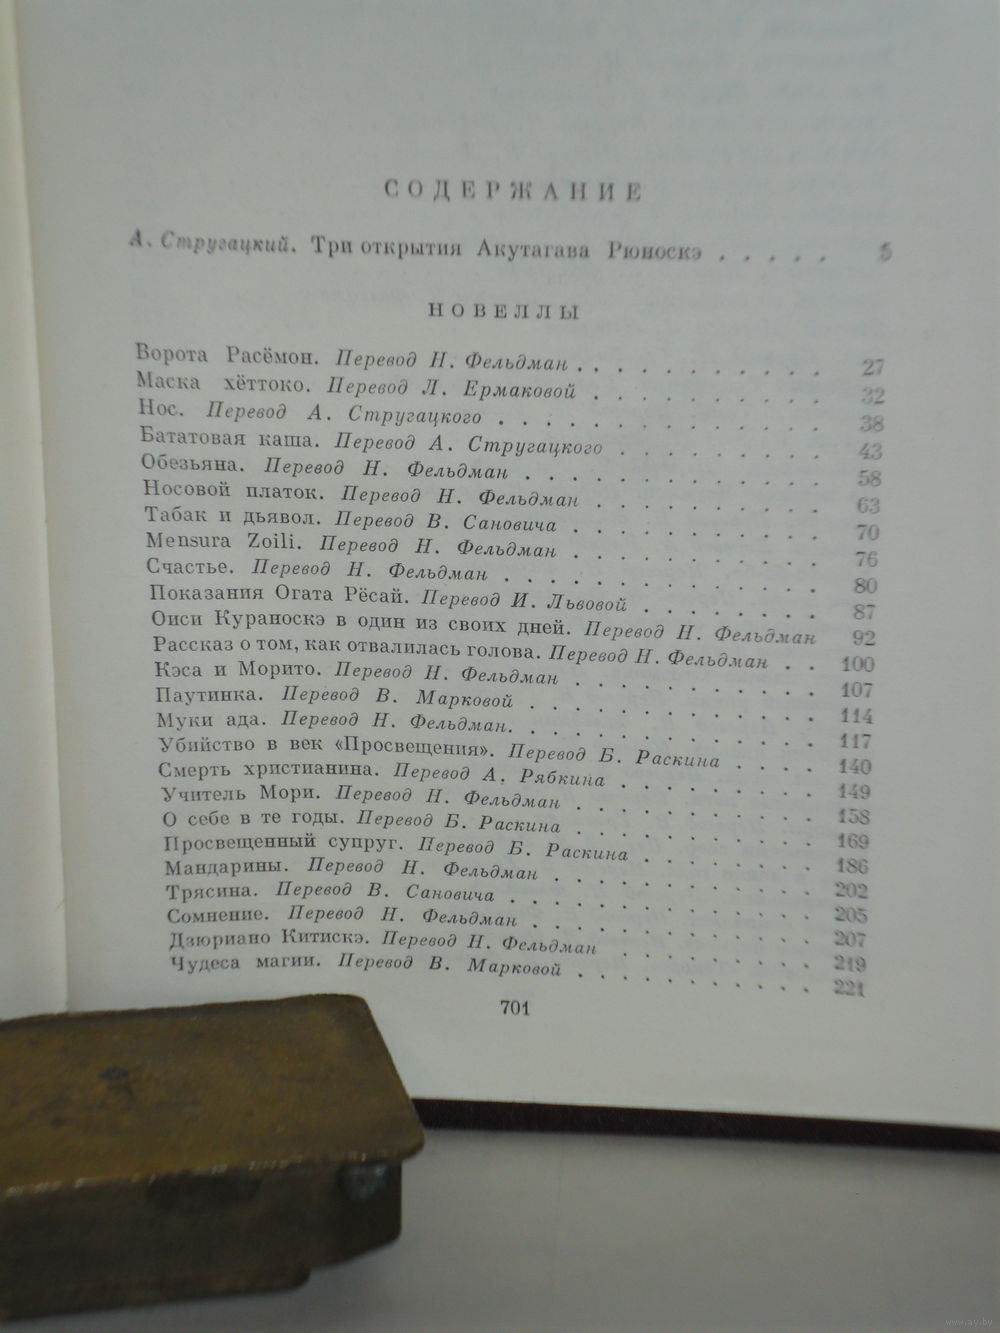 СОДЕРЖАНИЕ
А. Стругацкий. Три открытия Акутагава Рюноскэ . . . . . 5
НОВЕЛЛЫ
Ворота Расёмон. Перевод Н. Фельдман . . . . . . . . . . 27
Маска хёттоко. Перевод Л. Ермаковой . . . . . . . . . 32
Нос. Перевод А. Стругацкого . . . . . . . . . . . . 38
Бататовая каша. Перевод А. Стругацкого . . . . . . . . 43
Обезьяна. Перевод Н. Фельдман . . . . . . . . . . . 58
Носовой платок. Перевод Н. Фельдман . . . . . . . . . 63
Табак и дьявол. Перевод В. Сановича . . . . . . . . . 70
Mensura Zoili. Перевод Н. Фельдман . . . . . . . . . 76
Счастье. Перевод Н. Фельдман . . . . . . . . . . . 80
Показания Огата Рёсай. Перевод И. Львовой . . . . . . . 87
Оиси Кураноскэ в один из своих дней. Перевод Н. Фельдман 92
Рассказ о том, как отвалилась голова. Перевод Н. Фельдман . . 100
Кэса и Морито. Перевод Н. Фельдман . . . . . . . . . 107
Паутинка. Перевод В. Марковой . . . . . . . . . . 114
Муки ада. Перевод Н. Фельдман. . . . . . . . . . . 117
Убийство в век «Просвещения». Перевод Б. Раскина . . . . 140
Смерть христианина. Перевод А. Рябкина . . . . . . . . 149
Учитель Мори. Перевод Н. Фельдман . . . . . . . . . 158
О себе в те годы. Перевод Б. Раскина . . . . . . . . . 169
Просвещенный супруг. Перевод Б. Раскина . . . . . . . 186
Мандарины. Перевод Н. Фельдман . . . . . . . . . . 202
Трясина. Перевод В. Сановича . . . . . . . . . . . 205
Сомнение. Перевод Н. Фельдман . . . . . . . . . . 207
Дзюриано Китискэ. Перевод Н. Фельдман . . . . . . . . 219
Чудеса магии. Перевод В. Марковой . . . . . . . . . 221
701
www.ay.by